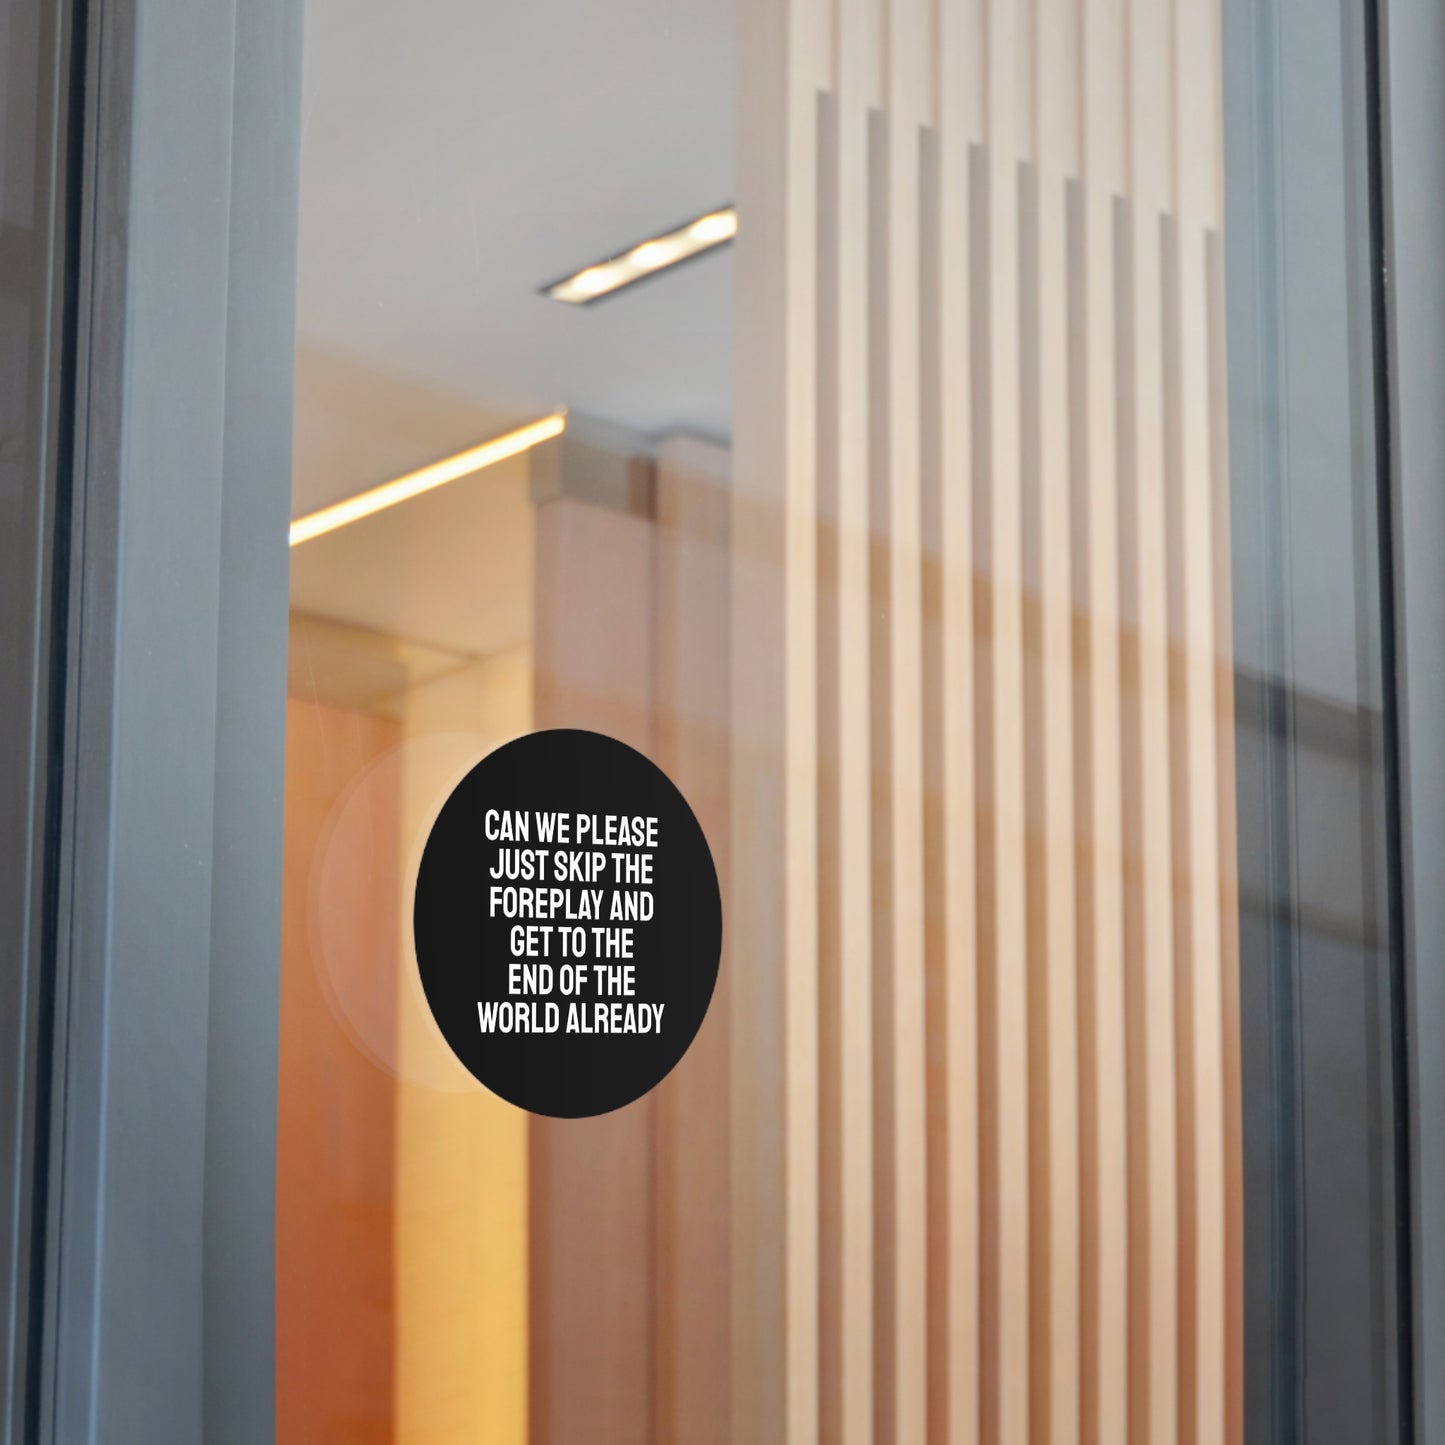 CAN WE PLEASE
JUST SKIP THE
FOREPLAY AND
GET TO THE
END OF THE
WORLD ALREADY